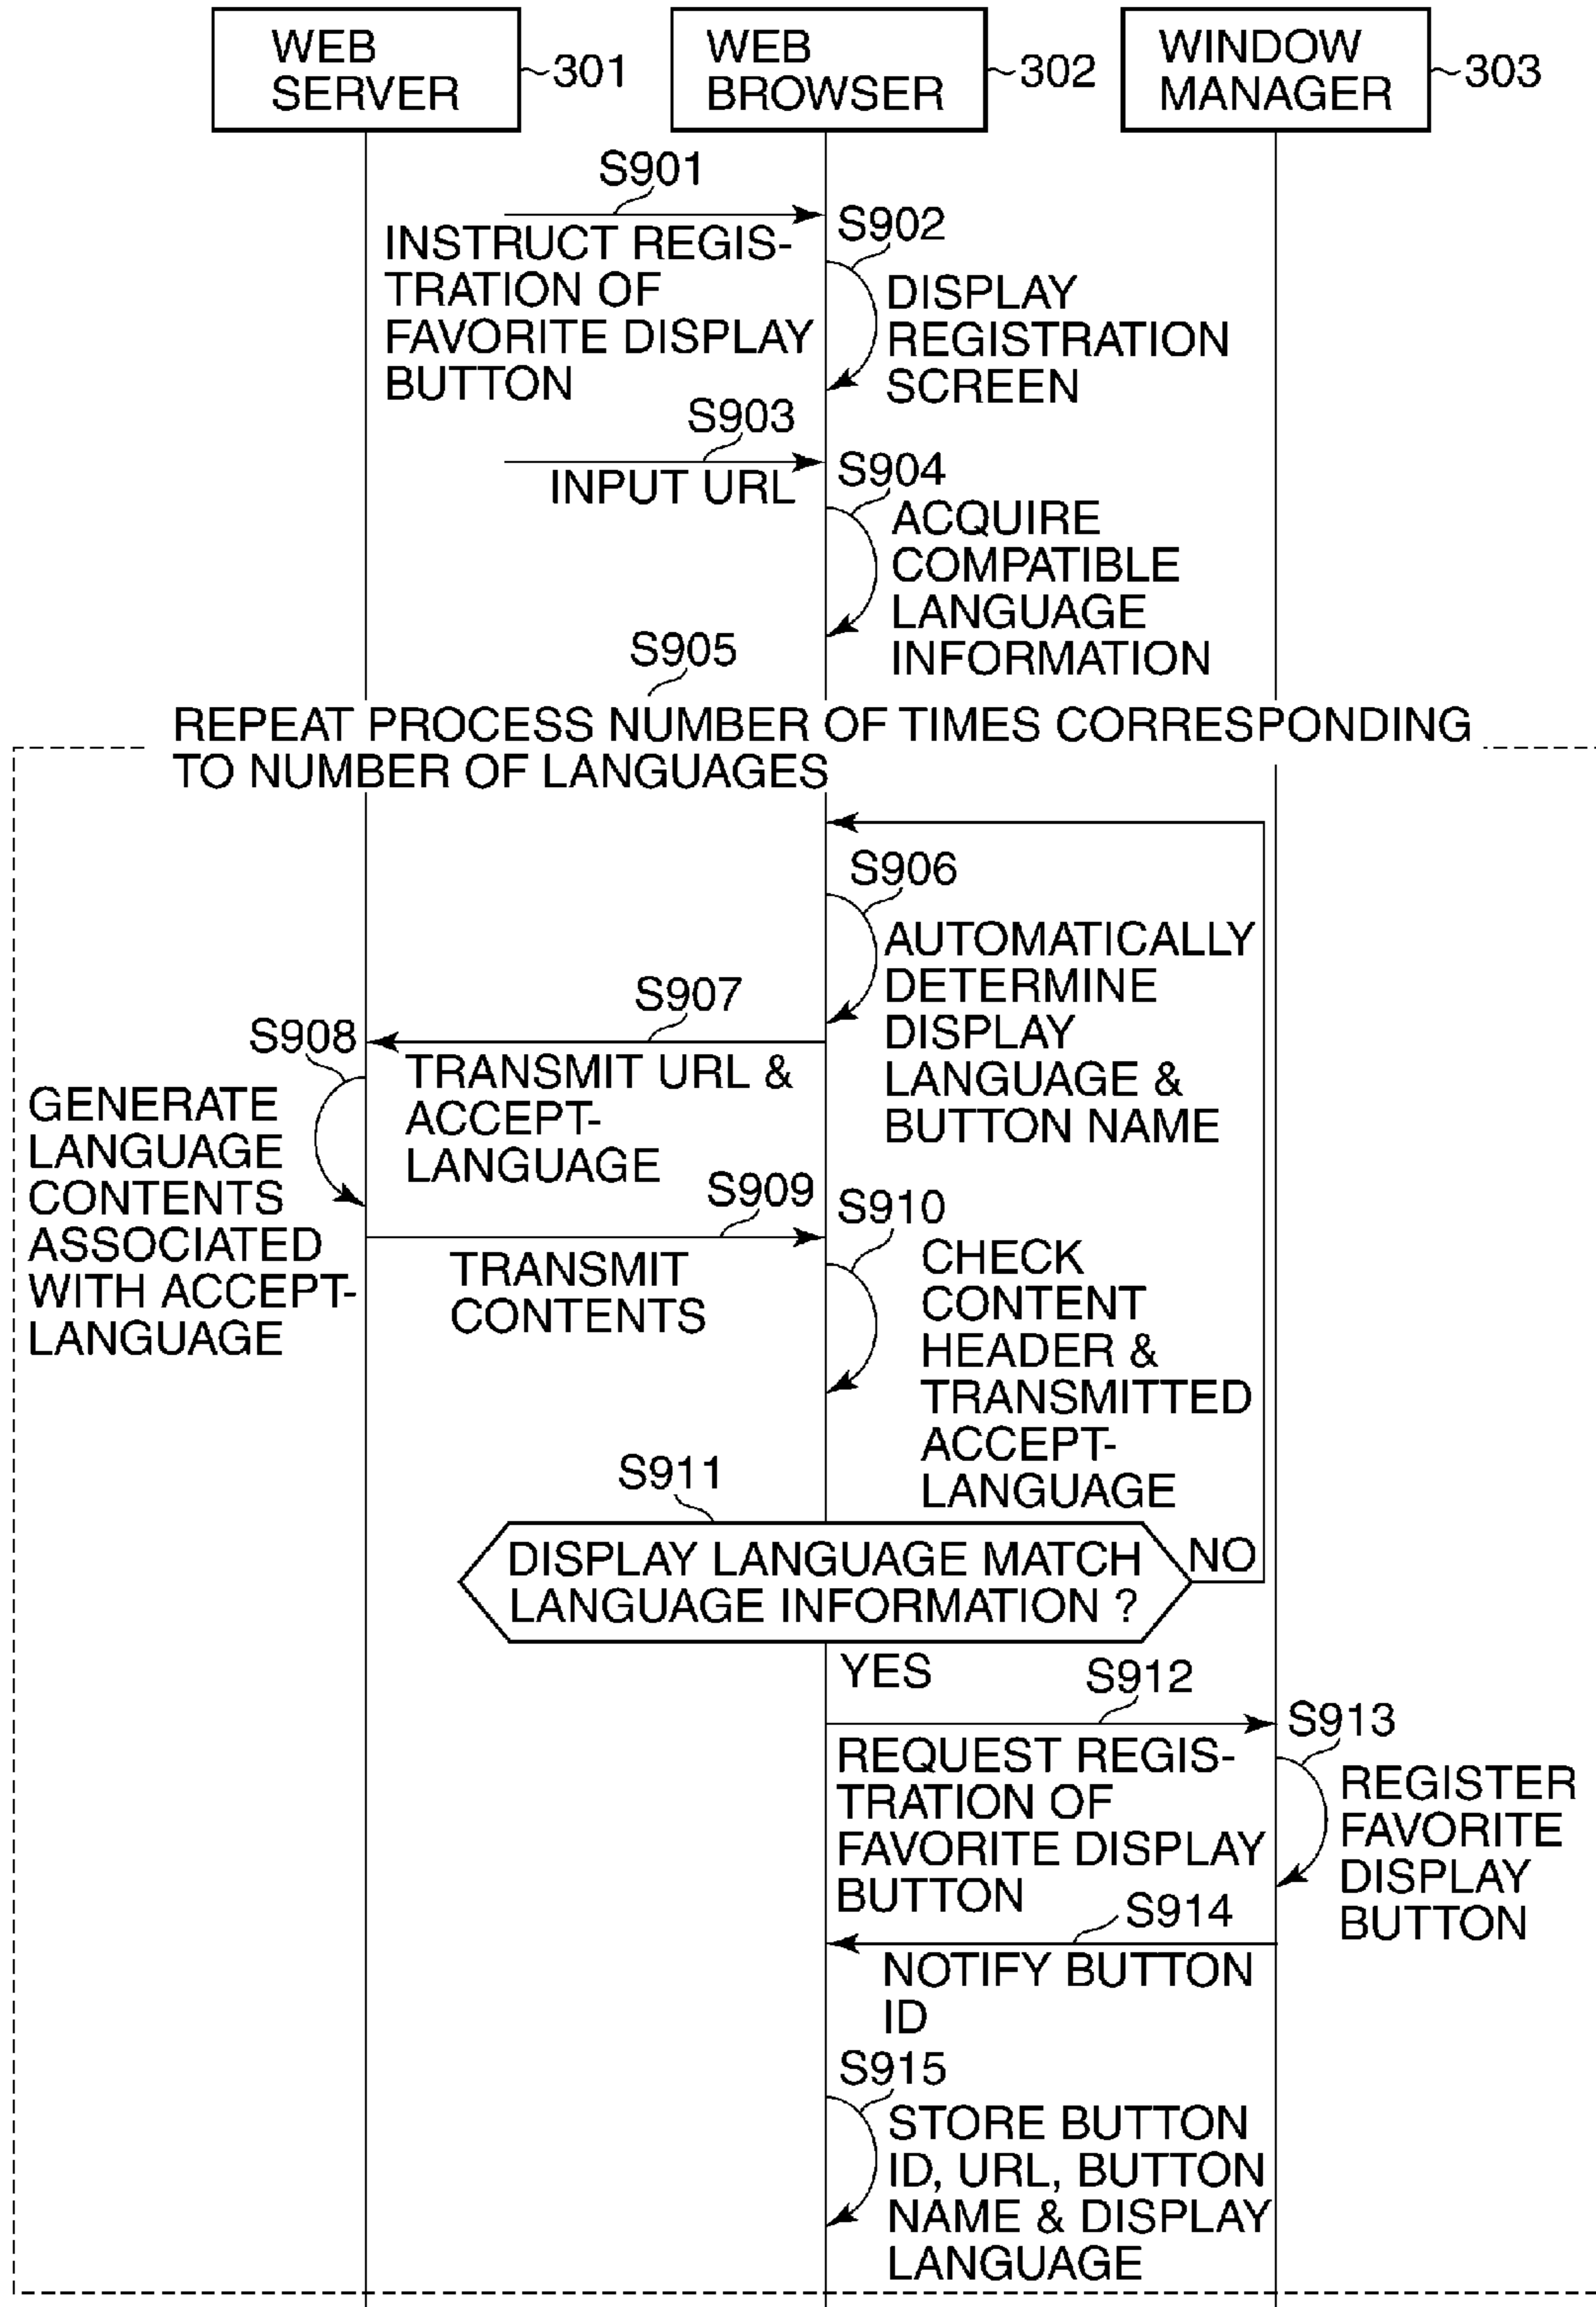 WEB
SERVER
301
WEB
BROWSER
302
WINDOW
MANAGER
303
S901
INSTRUCT REGIS-
TRATION OF
FAVORITE DISPLAY
BUTTON
S902
DISPLAY
REGISTRATION
SCREEN
S903
INPUT URL
S904
ACQUIRE
COMPATIBLE
LANGUAGE
INFORMATION
S905
REPEAT PROCESS NUMBER OF TIMES CORRESPONDING
TO NUMBER OF LANGUAGES
S906
AUTOMATICALLY
DETERMINE
DISPLAY
LANGUAGE &
BUTTON NAME
S907
TRANSMIT URL &
ACCEPT-
LANGUAGE
S908
GENERATE
LANGUAGE
CONTENTS
ASSOCIATED
WITH ACCEPT-
LANGUAGE
S909
TRANSMIT
CONTENTS
S910
CHECK
CONTENT
HEADER &
TRANSMITTED
ACCEPT-
LANGUAGE
S911
DISPLAY LANGUAGE MATCH
LANGUAGE INFORMATION ?
NO
YES
S912
REQUEST REGIS-
TRATION OF
FAVORITE DISPLAY
BUTTON
S913
REGISTER
FAVORITE
DISPLAY
BUTTON
S914
NOTIFY BUTTON
ID
S915
STORE BUTTON
ID, URL, BUTTON
NAME & DISPLAY
LANGUAGE